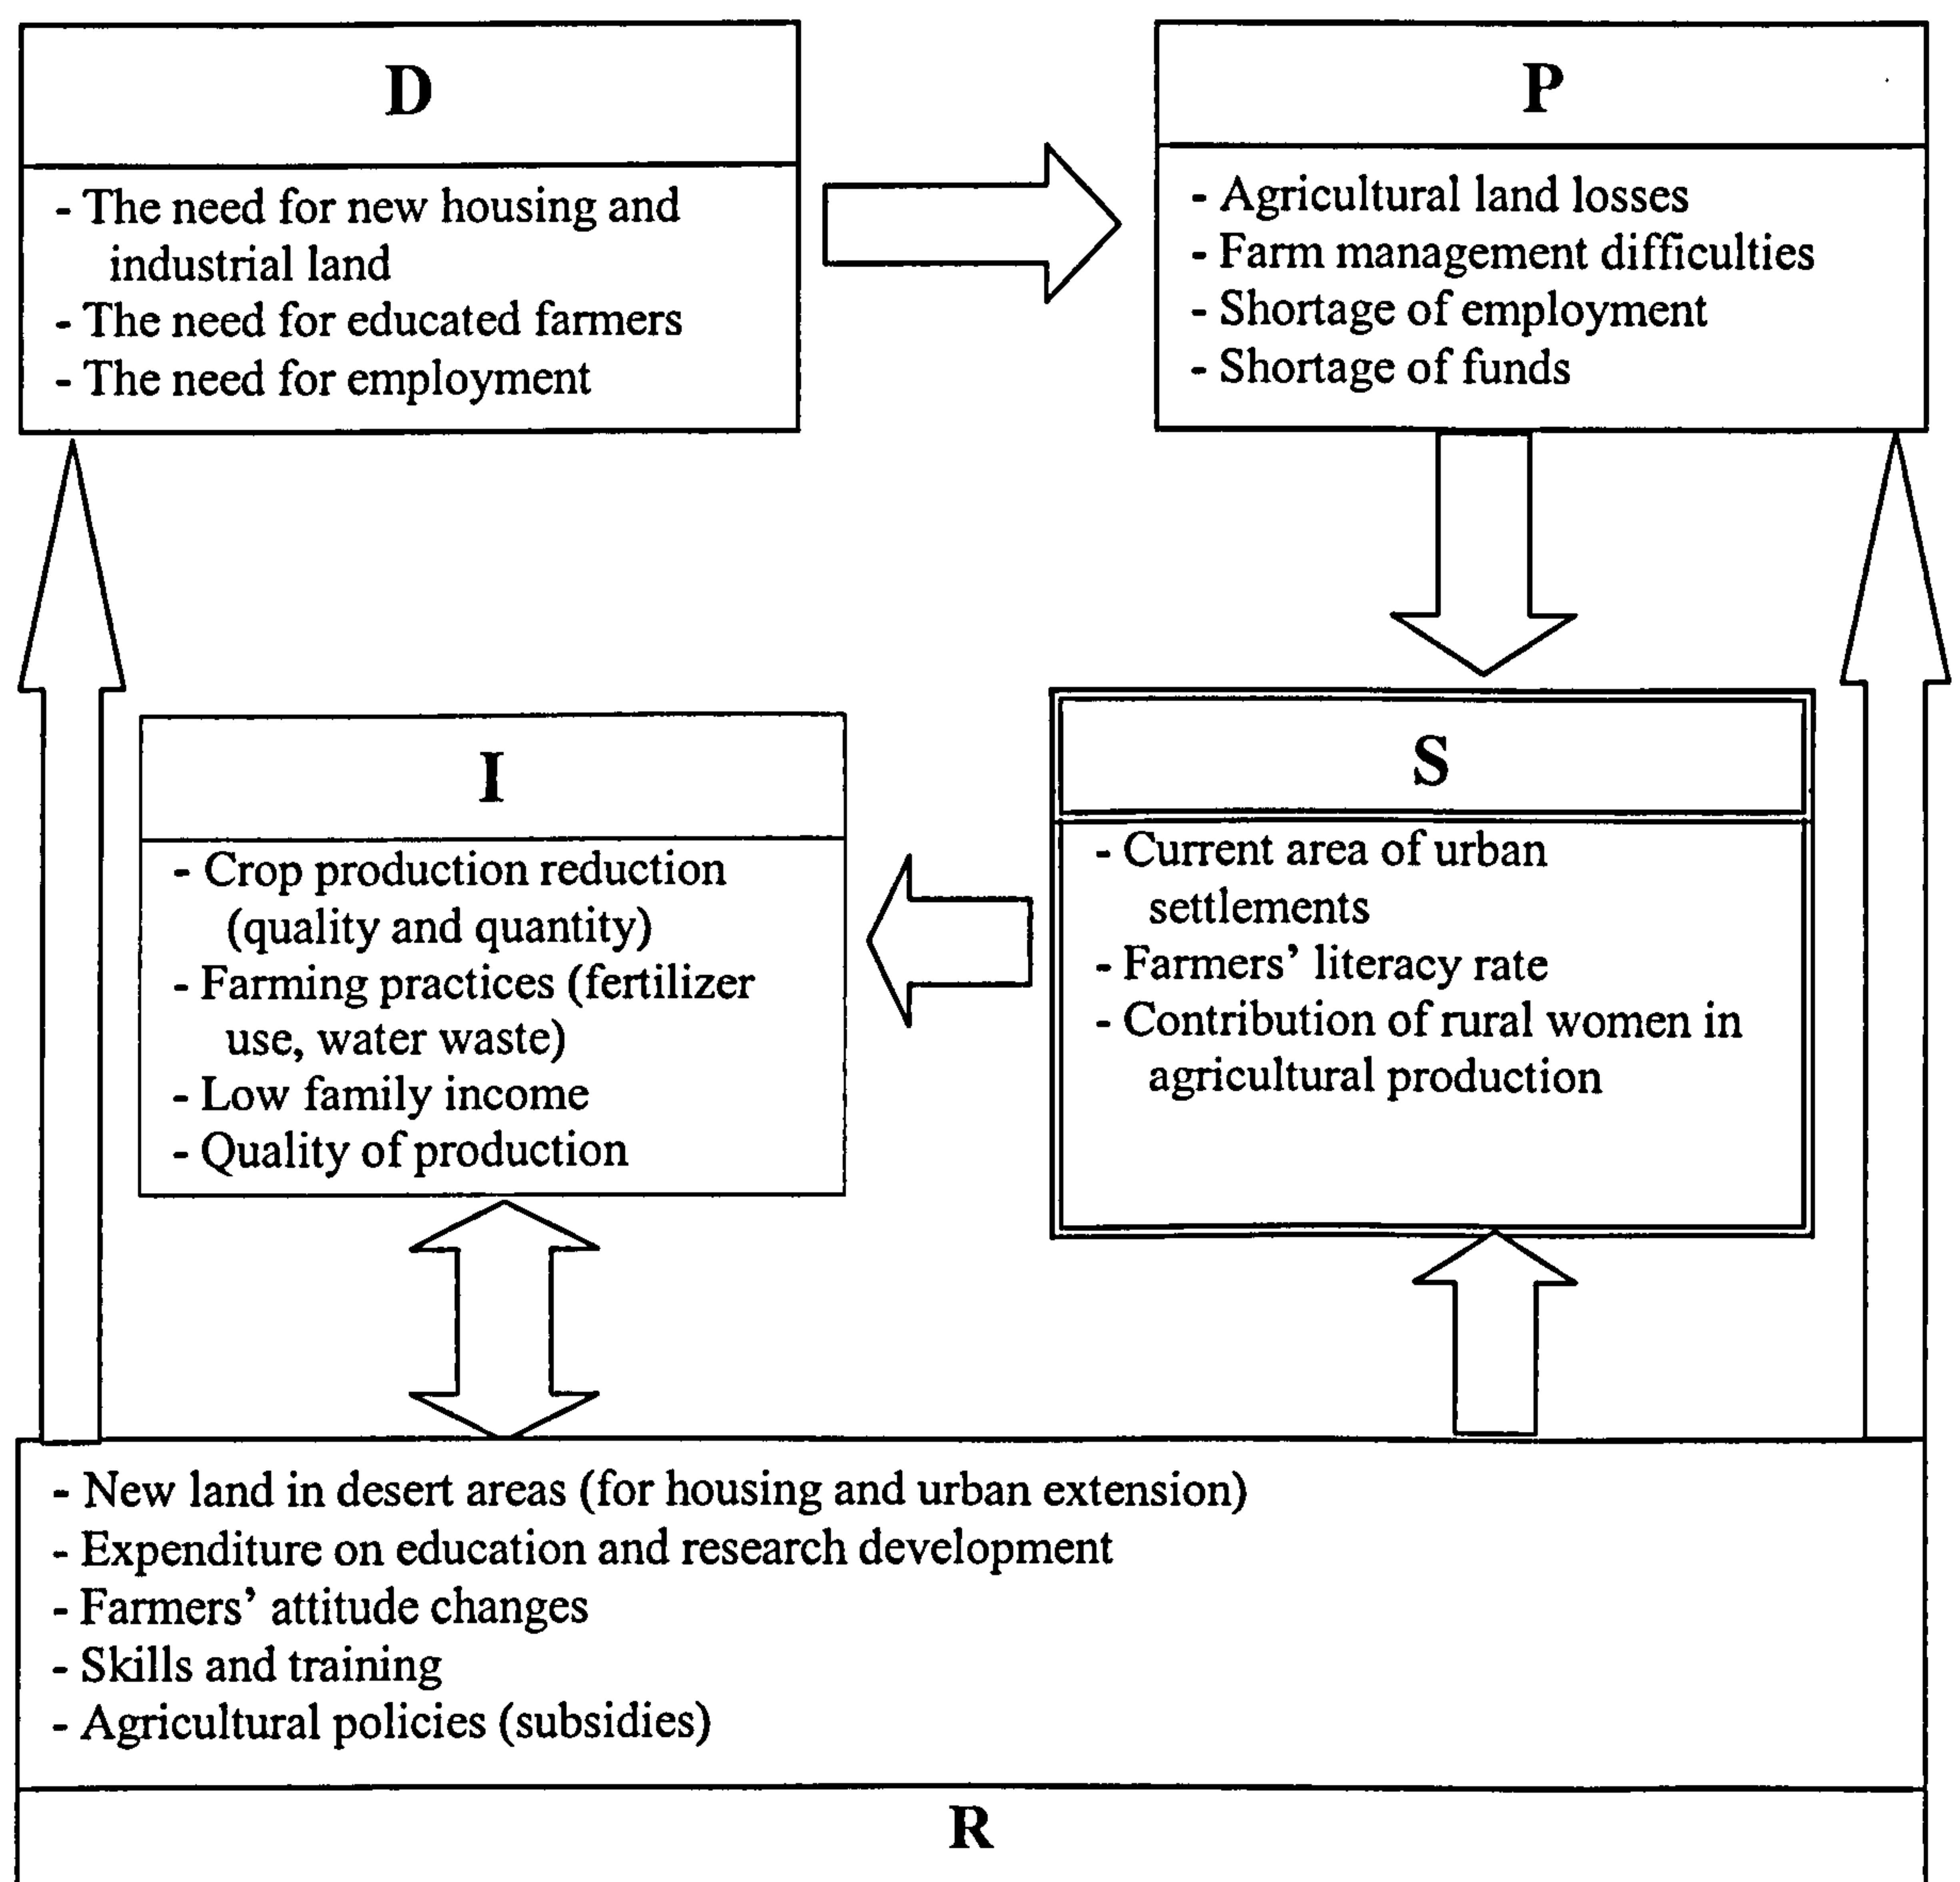 D
- The need for new housing and
industrial land
- The need for educated farmers
- The need for employment
P
- Agricultural land losses
- Farm management difficulties
- Shortage of employment
- Shortage of funds
I
- Crop production reduction
(quality and quantity)
- Farming practices (fertilizer
use, water waste)
- Low family income
- Quality of production
S
- Current area of urban
settlements
- Farmers’ literacy rate
- Contribution of rural women in
agricultural production
- New land in desert areas (for housing and urban extension)
- Expenditure on education and research development
- Farmers’ attitude changes
- Skills and training
- Agricultural policies (subsidies)
R